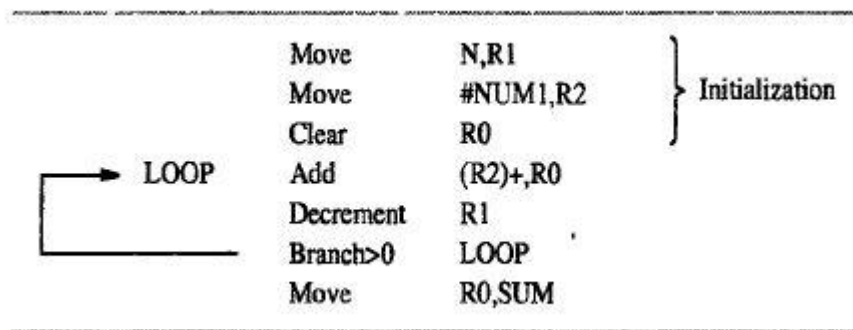 Move N,R1
Move #NUM1,R2 Initialization
Clear R0
LOOP Add (R2)+,R0
Decrement R1
Branch>0 LOOP
Move R0,SUM